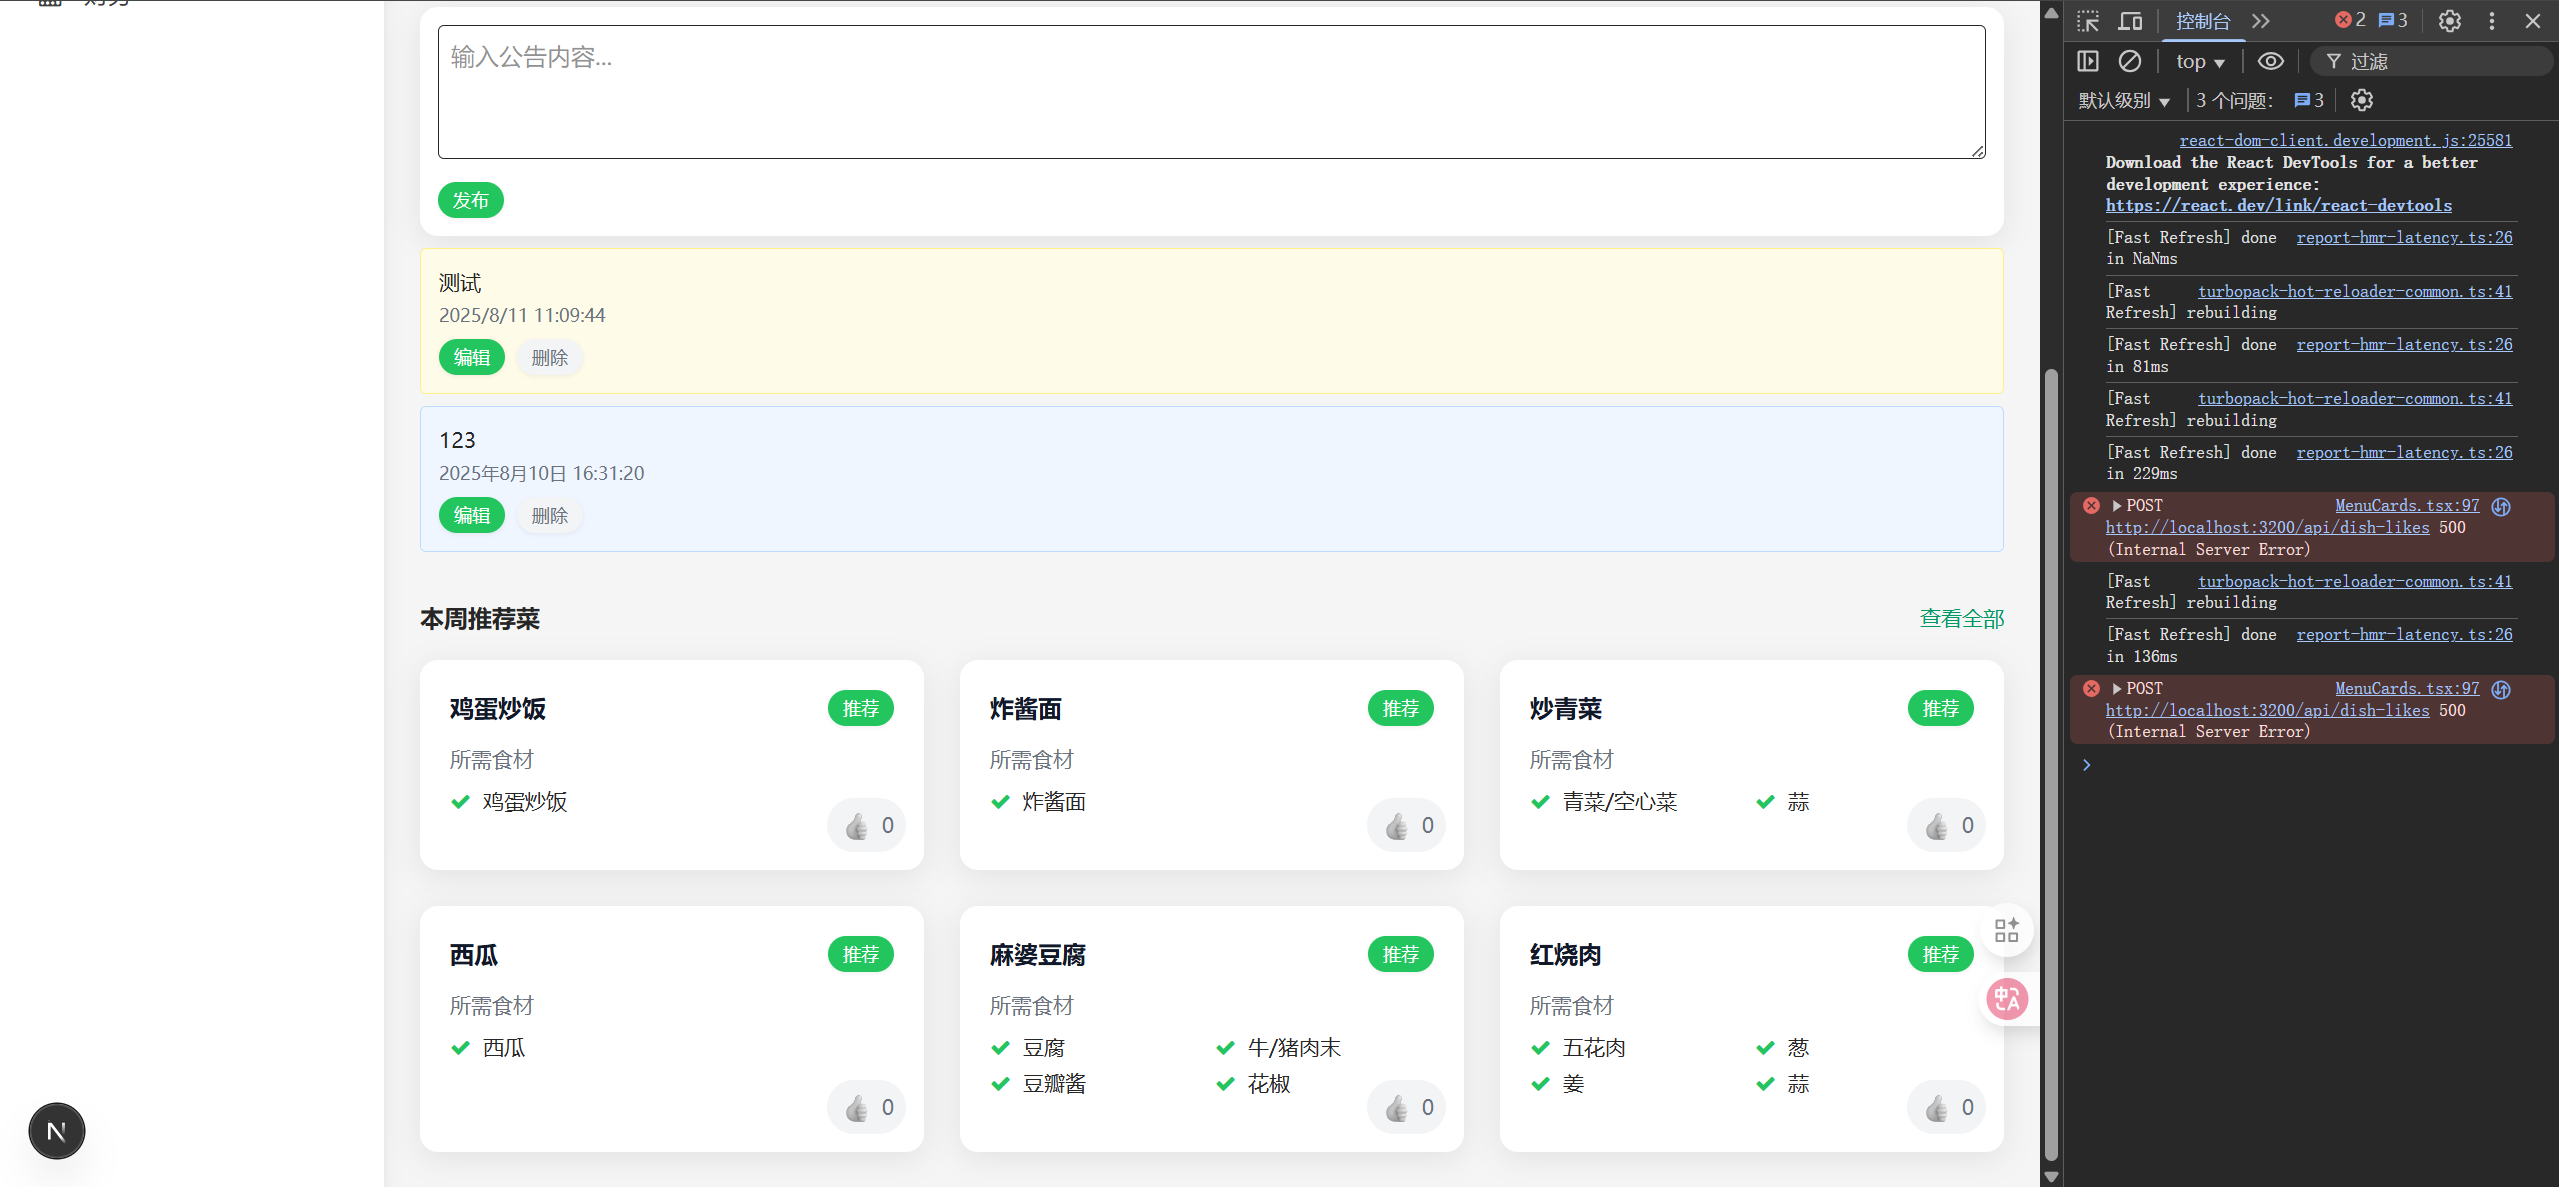 输入公告内容...
发布
测试
2025/8/11 11:09:44
编辑 删除
123
2025年8月10日 16:31:20
编辑 删除
本周推荐菜 查看全部
鸡蛋炒饭 推荐
所需食材
鸡蛋炒饭
0
炸酱面 推荐
所需食材
炸酱面
0
炒青菜 推荐
所需食材
青菜/空心菜 蒜
0
西瓜 推荐
所需食材
西瓜
0
麻婆豆腐 推荐
所需食材
豆腐 牛/猪肉末
豆瓣酱 花椒
0
红烧肉 推荐
所需食材
五花肉 葱
姜 蒜
0
N
中A
控制台 2 3
top 过滤
默认级别 3 个问题: 3
react-dom-client.development.js:25581
Download the React DevTools for a better
development experience:
https://react.dev/link/react-devtools
[Fast Refresh] done report-hmr-latency.ts:26
in NaNms
[Fast turbopack-hot-reloader-common.ts:41
Refresh] rebuilding
[Fast Refresh] done report-hmr-latency.ts:26
in 81ms
[Fast turbopack-hot-reloader-common.ts:41
Refresh] rebuilding
[Fast Refresh] done report-hmr-latency.ts:26
in 229ms
POST MenuCards.tsx:97
http://localhost:3200/api/dish-likes 500
(Internal Server Error)
[Fast turbopack-hot-reloader-common.ts:41
Refresh] rebuilding
[Fast Refresh] done report-hmr-latency.ts:26
in 136ms
POST MenuCards.tsx:97
http://localhost:3200/api/dish-likes 500
(Internal Server Error)